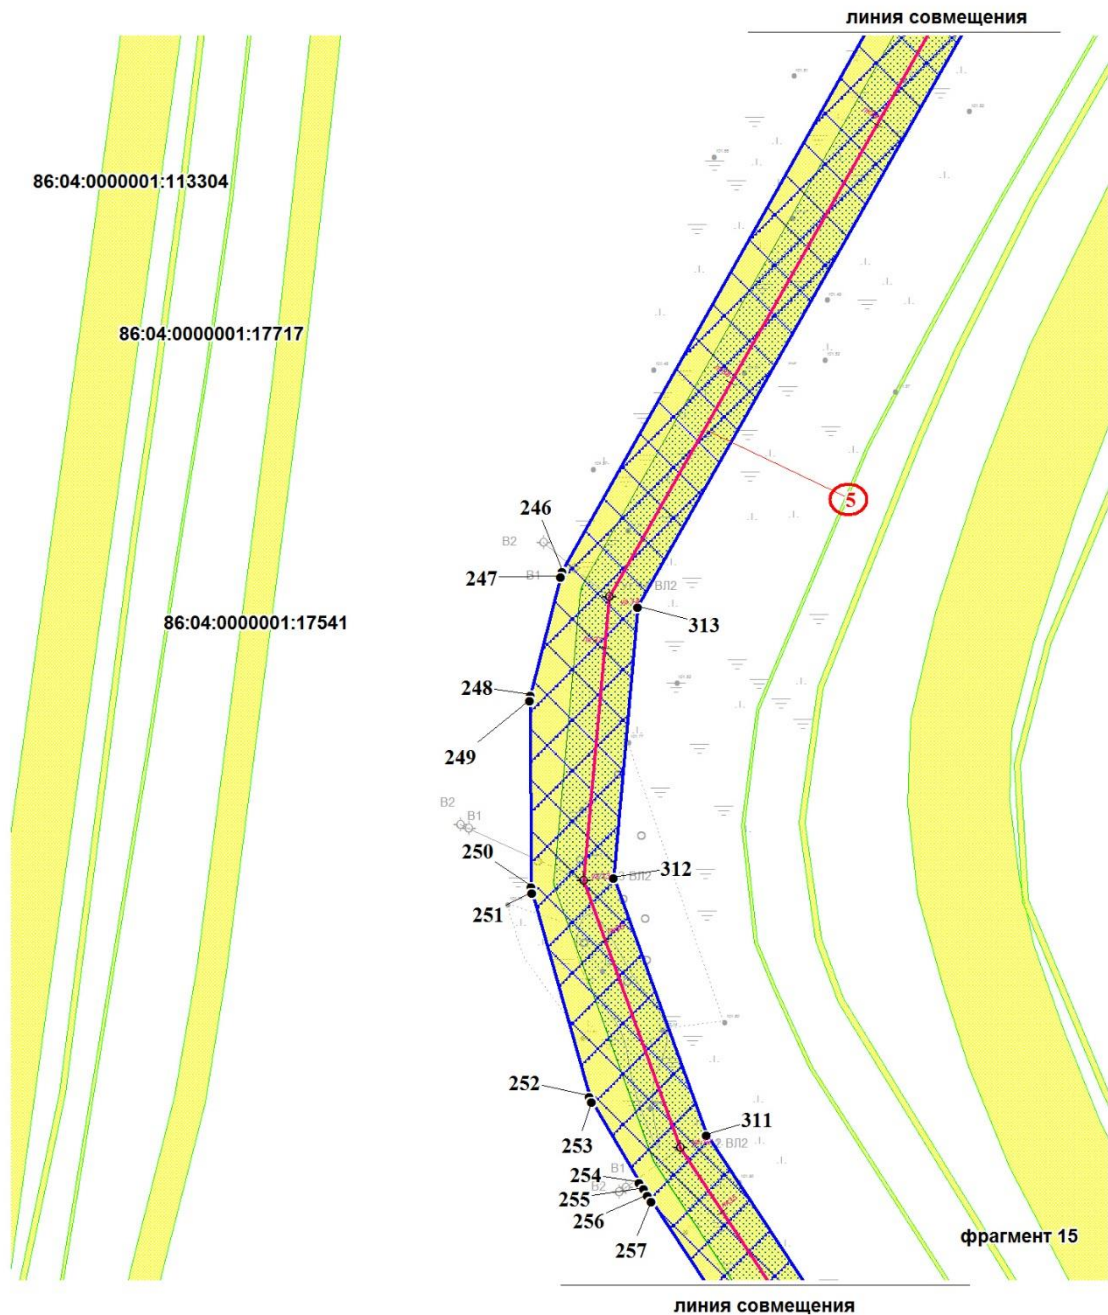 линия совмещения
86:04:0000001:113304
86:04:0000001:17717
5
246
В2
247
В1
ВЛ2
313
86:04:0000001:17541
248
249
В2
В1
250
312
ВЛ2
251
252
253
311
ВЛ2
254
В1
255
В2
256
257
фрагмент 15
линия совмещения